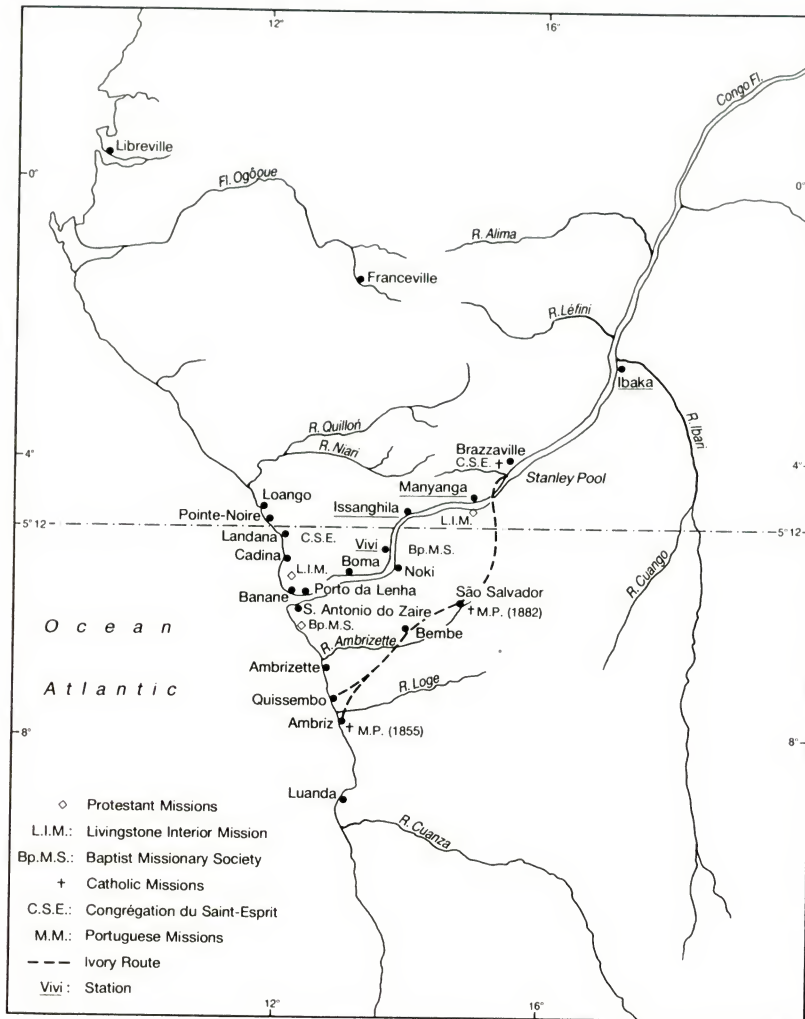 12°
16°
Congo Fl.
Libreville
0°
0°
Fl. Ogôoue
R. Alima
Franceville
R. Léfini
Ibaka
R. Ibari
R. Quilloń
4°
R. Niari
Brazzaville
C.S.E. ✝
4°
Stanley Pool
Manyanga
Loango
Issanghila
L.I.M.
Pointe-Noire
5°12
5°12
Landana
C.S.E.
Cadina
Vivi
Bp.M.S.
L.I.M.
Boma
Noki
R. Cuango
Banane
Porto da Lenha
São Salvador
✝ M.P. (1882)
S. Antonio do Zaire
Bp.M.S.
Bembe
Ocean
R. Ambrizette
Ambrizette
R. Loge
Atlantic
Quissembo
Ambriz
✝ M.P. (1855)
8°
8°
Luanda
R. Cuanza
◇ Protestant Missions
L.I.M.: Livingstone Interior Mission
Bp.M.S.: Baptist Missionary Society
✝ Catholic Missions
C.S.E.: Congrégation du Saint-Esprit
M.M.: Portuguese Missions
--- Ivory Route
Vivi : Station
12°
16°